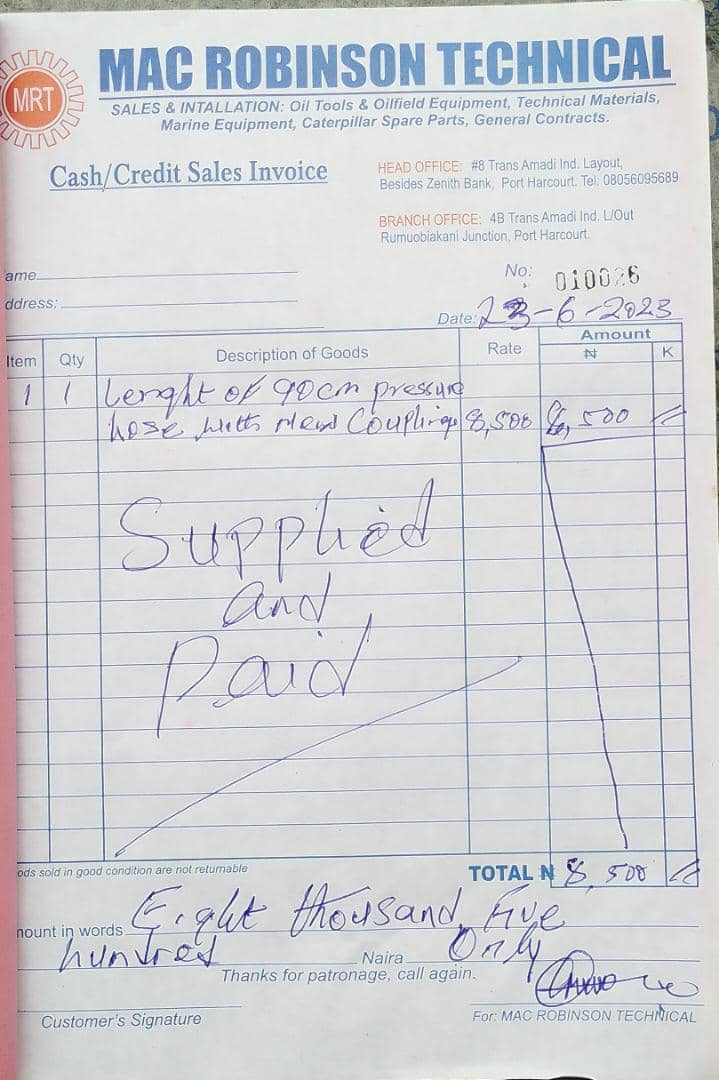 MRT
MAC ROBINSON TECHNICAL
SALES & INTALLATION: Oil Tools & Oilfield Equipment, Technical Materials,
Marine Equipment, Caterpillar Spare Parts, General Contracts.
Cash/Credit Sales Invoice
HEAD OFFICE: #8 Trans Amadi Ind. Layout,
Besides Zenith Bank, Port Harcourt. Tel: 08056095689
BRANCH OFFICE: 4B Trans Amadi Ind. L/Out
Rumuobiakani Junction, Port Harcourt.
ame
No: 010026
ddress:
Date: 23-6-2023
Item Qty Description of Goods Rate Amount
₦ K
1 1 Lenght of 90cm pressure
hose with Coupling 8,500 8,500 =
Supplied
and
Paid
ods sold in good condition are not returnable
TOTAL N 8,500 =
nount in words Eight thousand, Five
hundred Naira Only
Thanks for patronage, call again.
Customer's Signature
For: MAC ROBINSON TECHNICAL